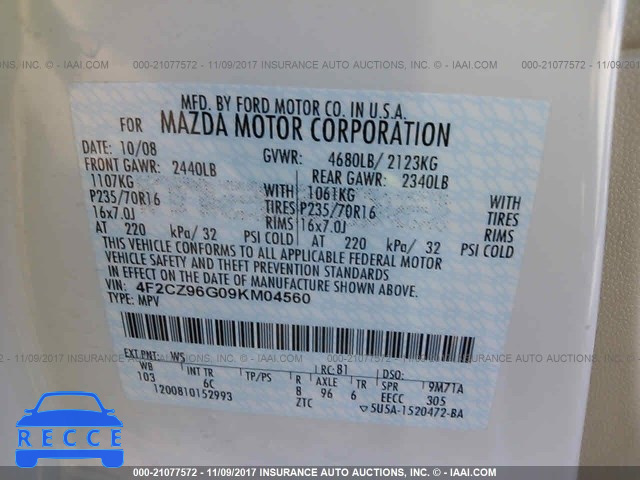 000-21077572 - 11/09/2017 INSURANCE AUTO AUCTIONS, INC. © - IAAI.COM
MFD. BY FORD MOTOR CO. IN U.S.A.
FOR MAZDA MOTOR CORPORATION
DATE: 10/08 GVWR: 4680LB/ 2123KG
FRONT GAWR: 2440LB REAR GAWR: 2340LB
1107KG WITH 1061KG WITH
P235/70R16 TIRES P235/70R16 TIRES
16x7.0J RIMS 16x7.0J RIMS
AT 220 kPa/ 32 PSI COLD AT 220 kPa/ 32 PSI COLD
THIS VEHICLE CONFORMS TO ALL APPLICABLE FEDERAL MOTOR
VEHICLE SAFETY AND THEFT PREVENTION STANDARDS
IN EFFECT ON THE DATE OF MANUFACTURE SHOWN ABOVE.
VIN: 4F2CZ96G09KM04560
TYPE: MPV
EXT PNT: WS RC: 81 DSO:
WB INT TR TP/PS R AXLE TR SPR 9M7TA
103 6C 8 96 6 EECC 305
1200810152993 ZTC 5U5A-1520472-BA
RECCE
000-21077572 - 11/09/2017 INSURANCE AUTO AUCTIONS, INC. © - IAAI.COM